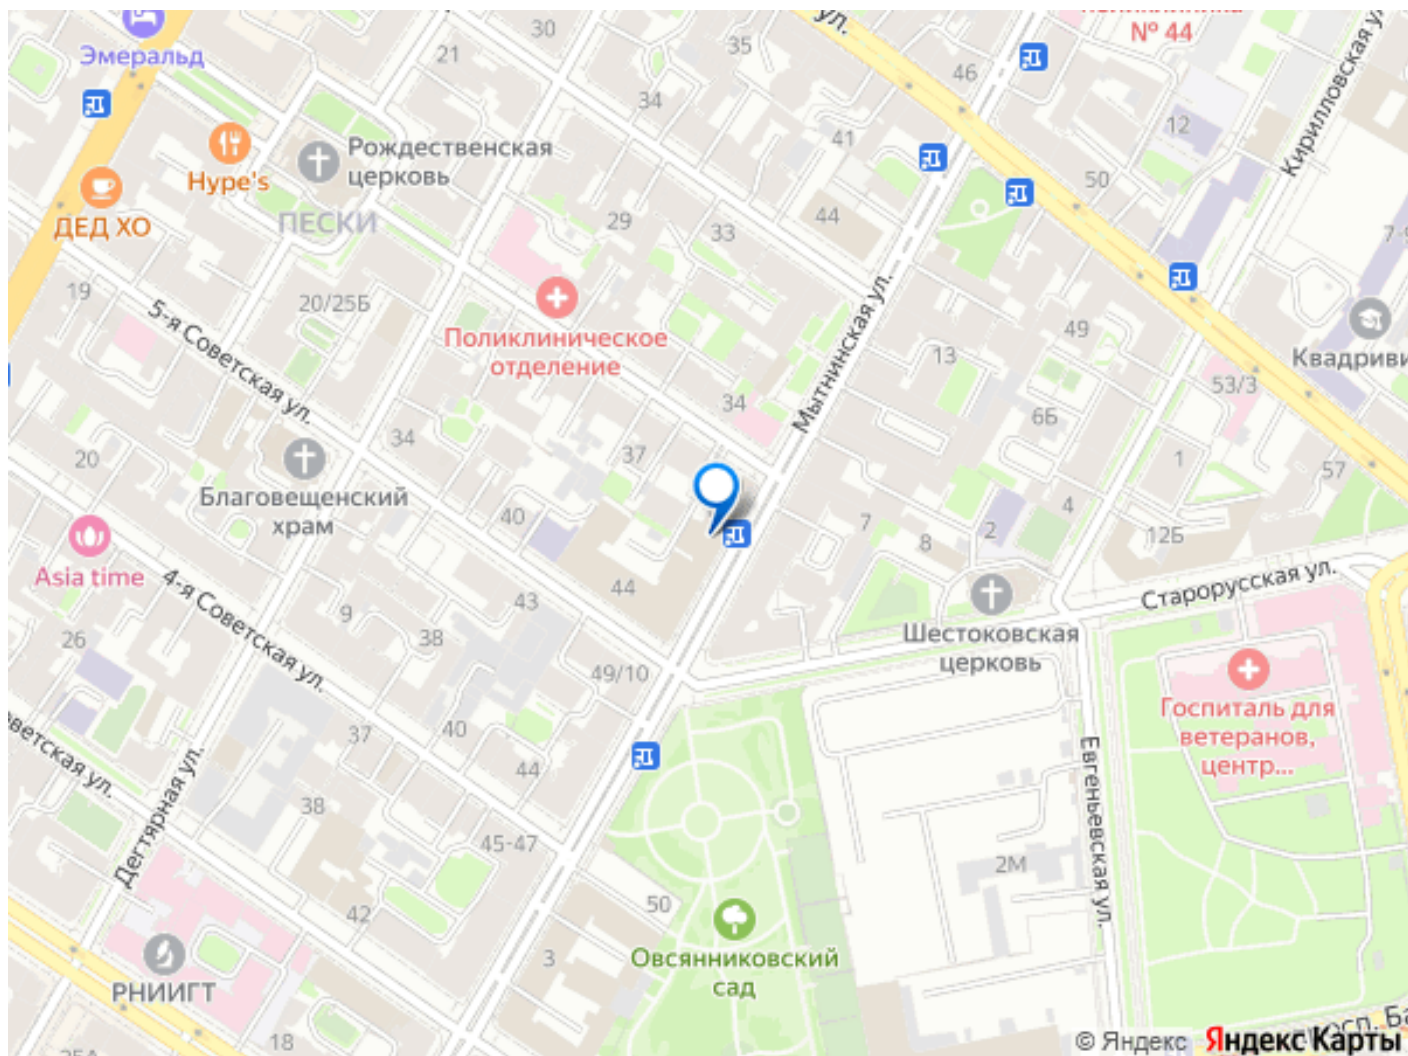 ул.
№ 44
Эмеральд
21
30
35
46
34
Кирилловская ул.
41
12
Hype's
Рождественская
церковь
50
ДЕД ХО
ПЕСКИ
29
33
44
19
20/25Б
Мытнинская ул.
49
5-я Советская ул.
Поликлиническое
отделение
13
53/3
34
6Б
34
37
20
Благовещенский
храм
1
57
40
7
2
4
8
12Б
Asia time
4-я Советская ул.
44
43
9
38
Старорусская ул.
Шестоковская
церковь
26
49/10
40
37
44
Госпиталь для
ветеранов,
центр...
Евгеньевская ул.
Дегтярная ул.
38
45-47
2М
42
50
3
Овсянниковский
сад
РНИИГТ
18
© Яндекс Яндекс Карты